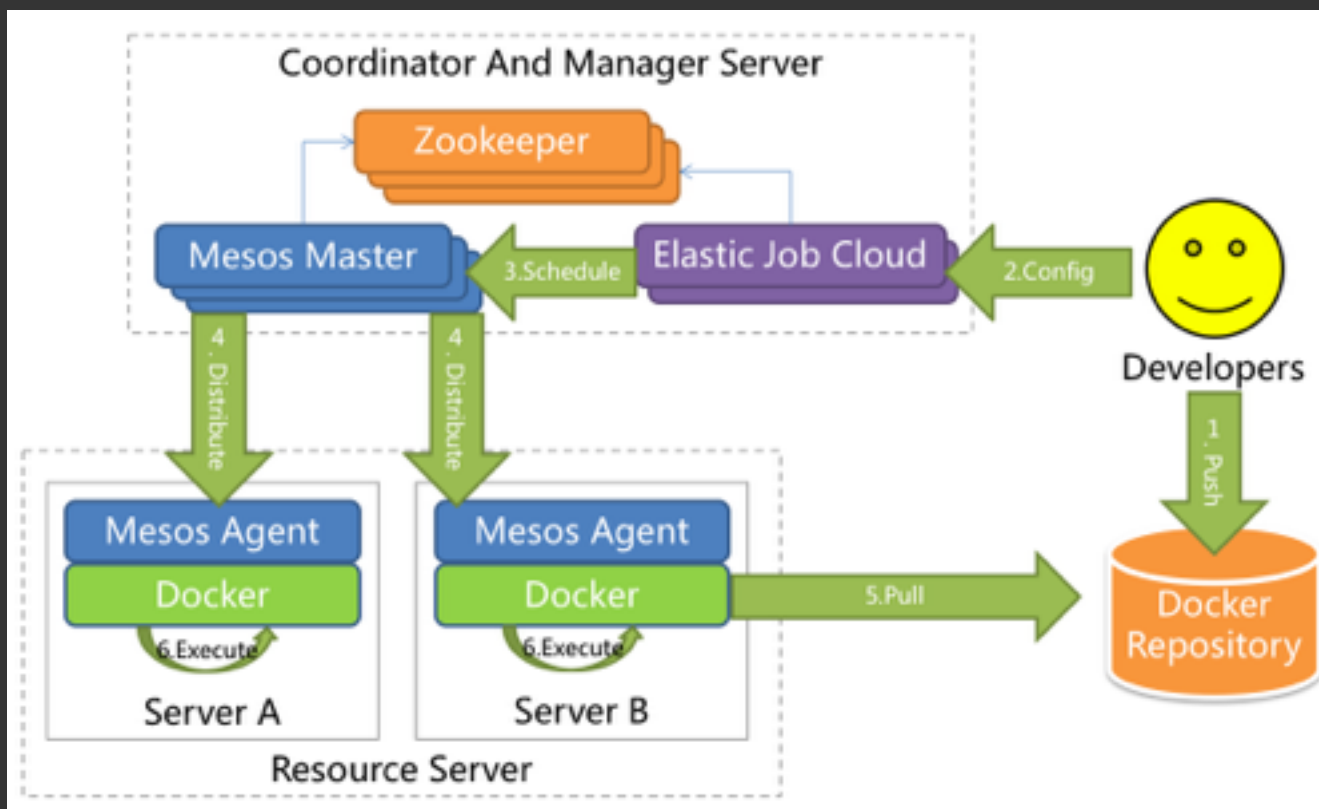 Coordinator And Manager Server
Zookeeper
Mesos Master
3.Schedule
Elastic Job Cloud
2.Config
Developers
4. Distribute
4. Distribute
1. Push
Mesos Agent
Docker
6.Execute
Server A
Mesos Agent
Docker
6.Execute
Server B
5.Pull
Docker
Repository
Resource Server